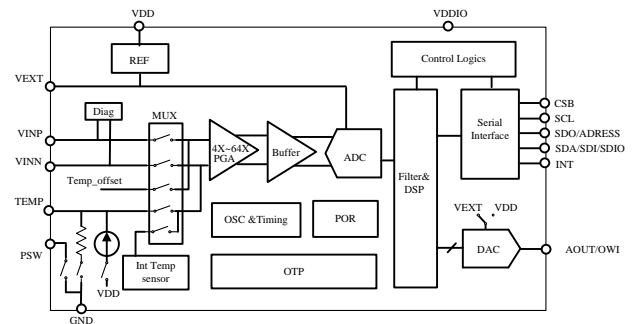 VDD
VDDIO
REF
Control Logics
VEXT
Diag
MUX
CSB
SCL
VINP
4X~64X
PGA
Buffer
ADC
Serial
Interface
SDO/ADRESS
SDA/SDI/SDIO
VINN
INT
Temp_offset
Filter&
DSP
TEMP
OSC &Timing
POR
VEXT
VDD
PSW
DAC
AOUT/OWI
Int Temp
sensor
OTP
VDD
GND